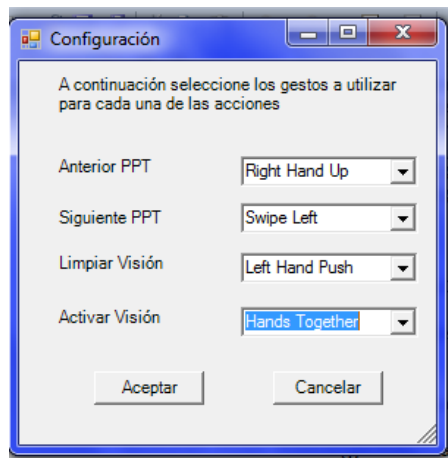 Configuración
A continuación seleccione los gestos a utilizar
para cada una de las acciones
Anterior PPT
Right Hand Up
Siguiente PPT
Swipe Left
Limpiar Visión
Left Hand Push
Activar Visión
Hands Together
Aceptar
Cancelar